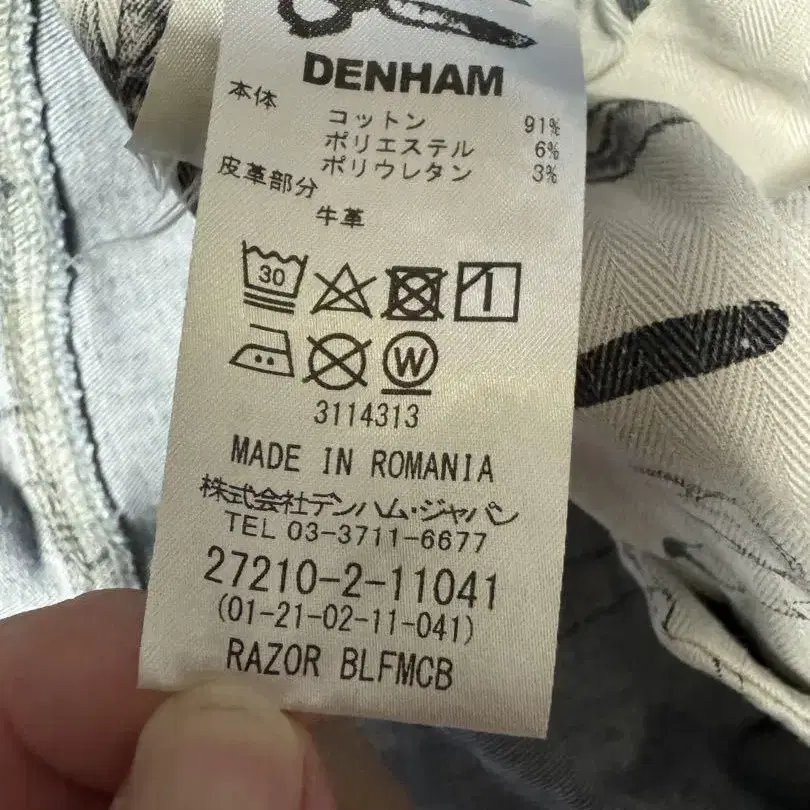 DENHAM
本体
コットン 91%
ポリエステル 6%
ポリウレタン 3%
皮革部分
牛革
30
W
3114313
MADE IN ROMANIA
株式会社デンハム・ジャパン
TEL 03-3711-6677
27210-2-11041
(01-21-02-11-041)
RAZOR BLFMCB